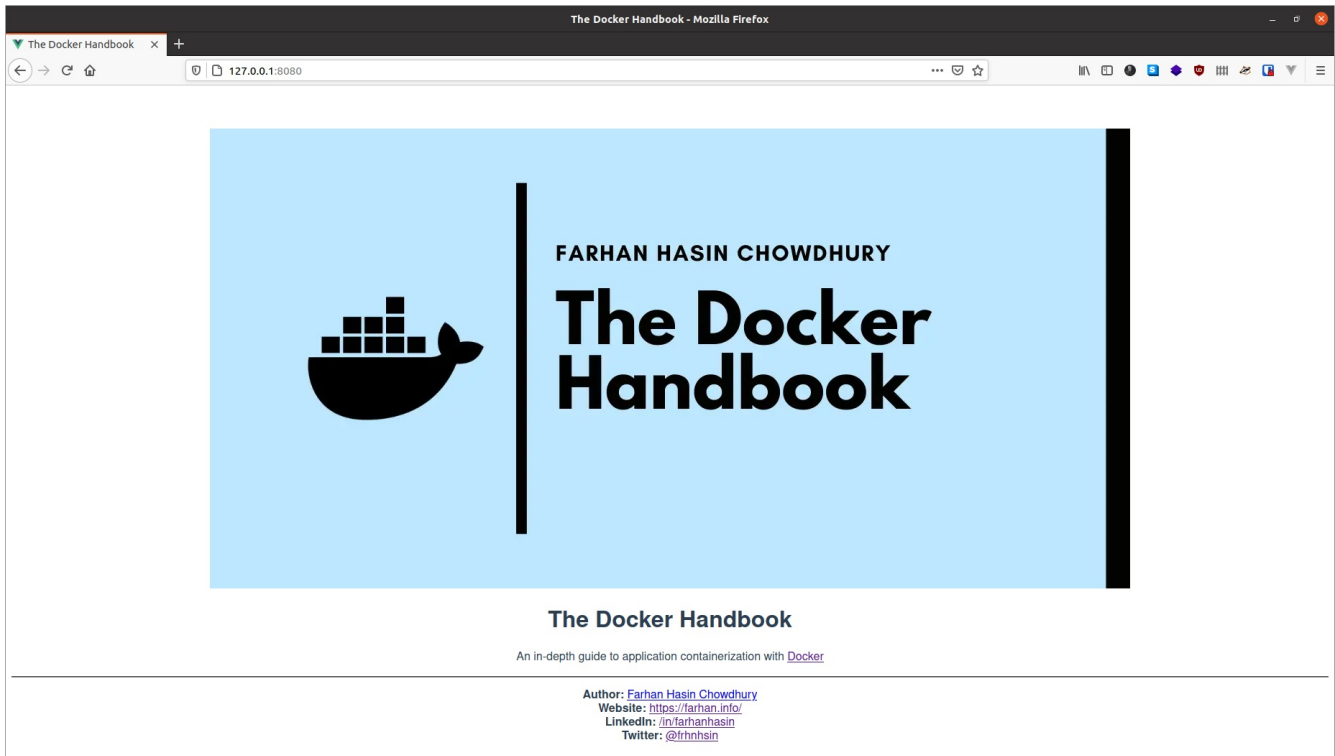 The Docker Handbook - Mozilla Firefox
The Docker Handbook
127.0.0.1:8080
FARHAN HASIN CHOWDHURY
The Docker
Handbook
The Docker Handbook
An in-depth guide to application containerization with Docker
Author: Farhan Hasin Chowdhury
Website: https://farhan.info/
LinkedIn: /in/farhanhasin
Twitter: @frhnhsin